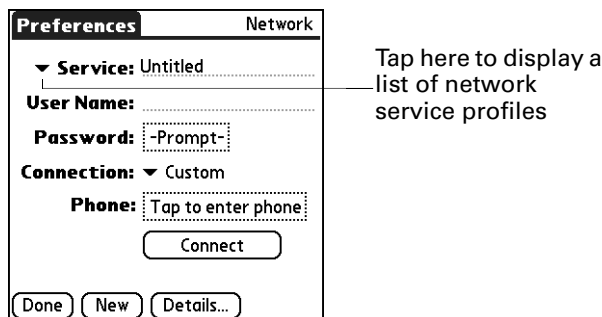 Preferences Network
Service: Untitled
User Name:
Password: -Prompt-
Connection: Custom
Phone: Tap to enter phone
Connect
Done New Details...
Tap here to display a
list of network
service profiles